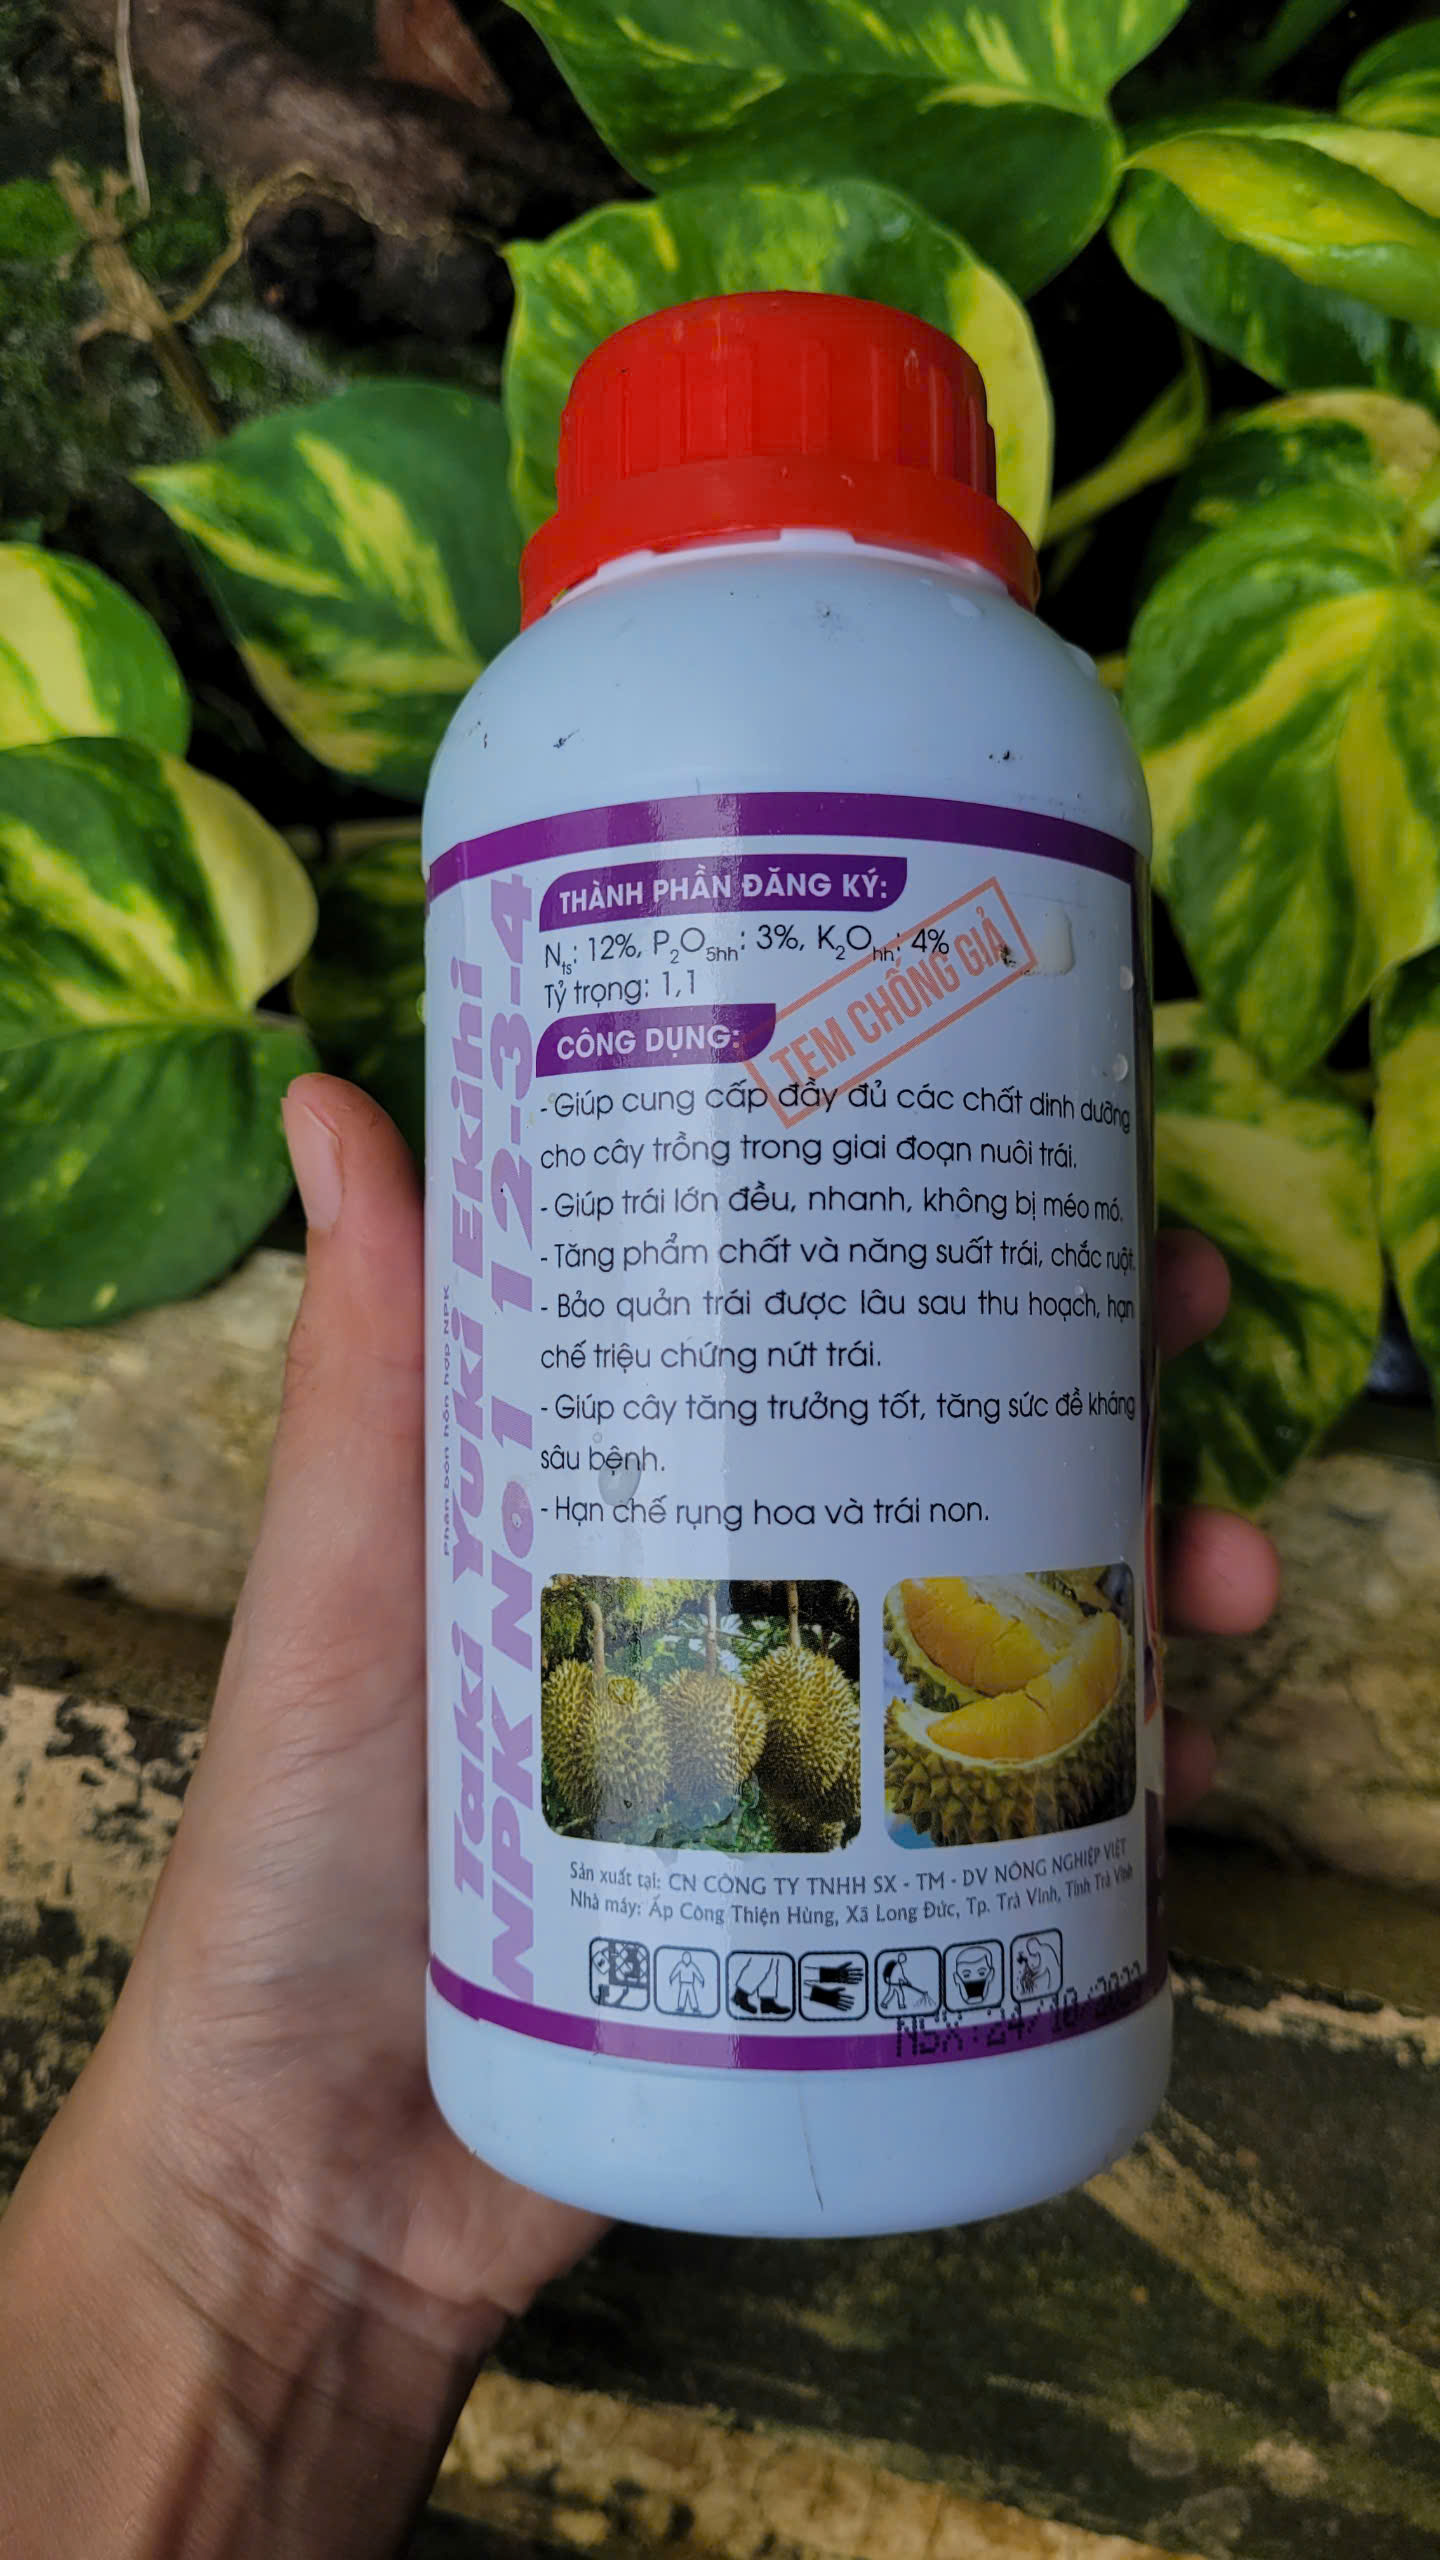 Phân bón hỗn hợp NPK
Taki Yuki Ekihi
NPK No1 12-3-4
THÀNH PHẦN ĐĂNG KÝ:
Nts: 12%, P2O5hh: 3%, K2Ohh: 4%
Tỷ trọng: 1,1
TEM CHỐNG GIẢ
CÔNG DỤNG:
- Giúp cung cấp đầy đủ các chất dinh dưỡng
cho cây trồng trong giai đoạn nuôi trái.
- Giúp trái lớn đều, nhanh, không bị méo mó.
- Tăng phẩm chất và năng suất trái, chắc ruột.
- Bảo quản trái được lâu sau thu hoạch, hạn
chế triệu chứng nứt trái.
- Giúp cây tăng trưởng tốt, tăng sức đề kháng
sâu bệnh.
- Hạn chế rụng hoa và trái non.
Sản xuất tại: CN CÔNG TY TNHH SX - TM - DV NÔNG NGHIỆP VIỆT
Nhà máy: Ấp Công Thiện Hùng, Xã Long Đức, Tp. Trà Vinh, Tỉnh Trà Vinh
NSX:24/10/